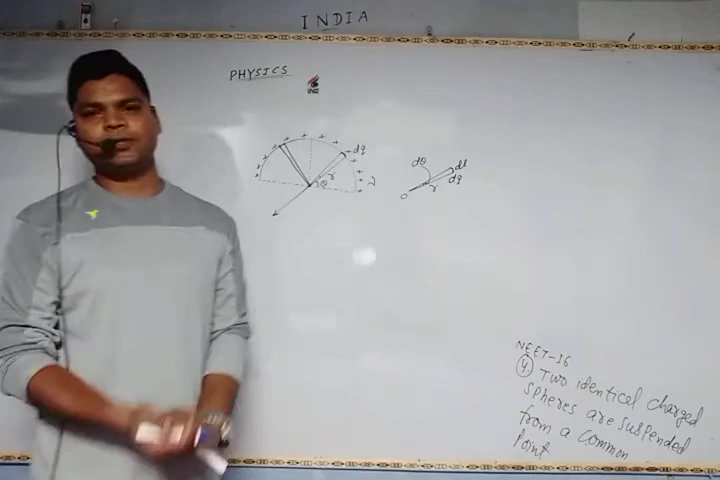 INDIA
PHYSICS
dq
r
θ
λ
dθ
dl
dq
r
O
NEET-16
4 Two identical charged
spheres are suspended
from a common
Point